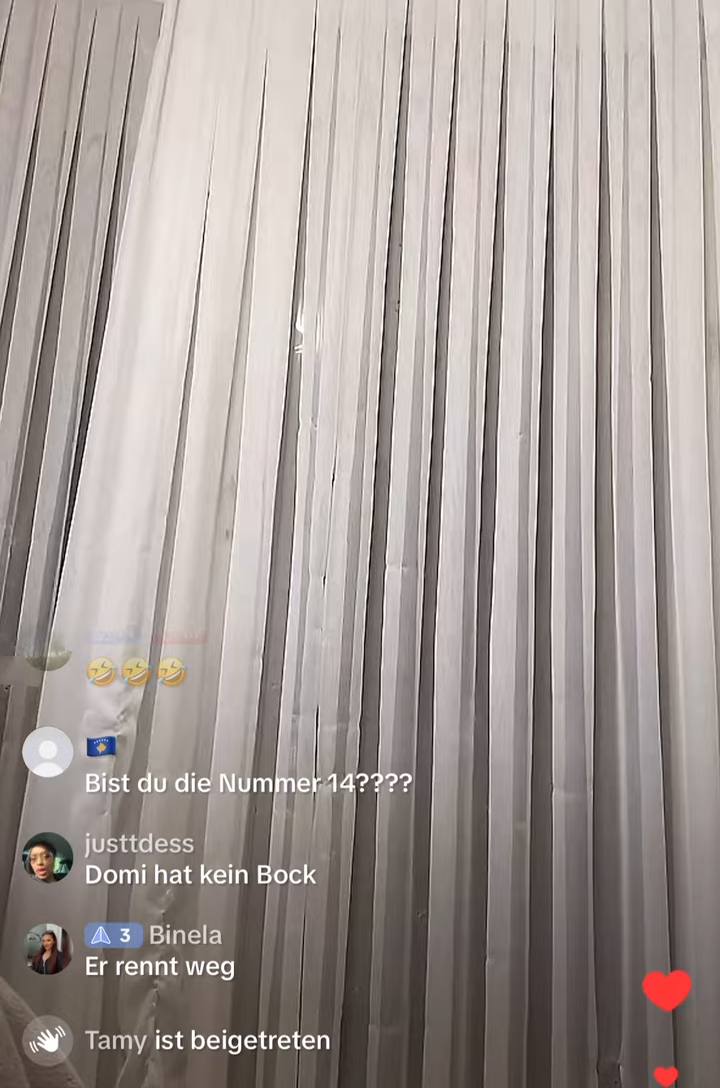 🤣🤣🤣
🇽🇰
Bist du die Nummer 14????
justtdess
Domi hat kein Bock
3 Binela
Er rennt weg
Tamy ist beigetreten